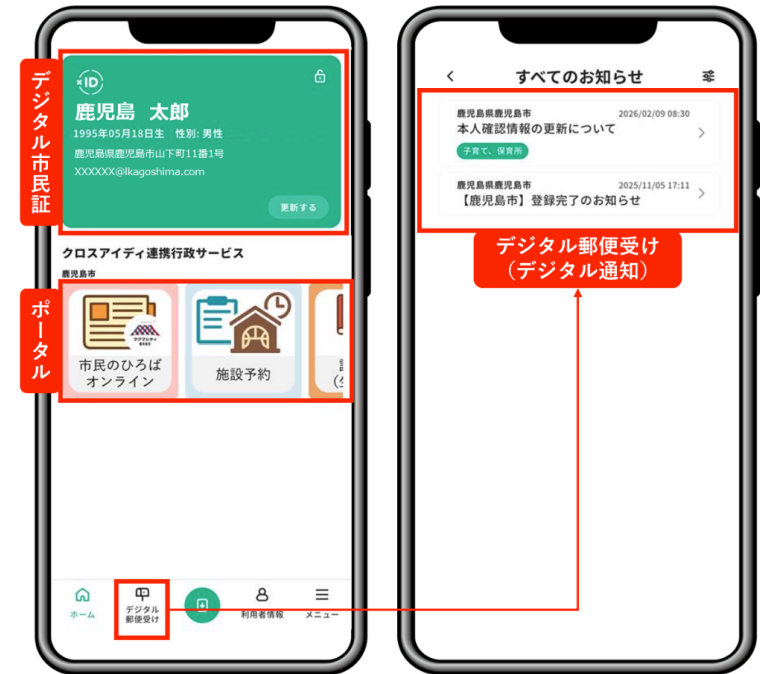 デジタル市民証
xID
鹿児島 太郎
1995年05月18日生 性別: 男性
鹿児島県鹿児島市山下町11番1号
XXXXXX@lkagoshima.com
更新する
クロスアイディ連携行政サービス
鹿児島市
ポータル
マグマシティ
市民のひろば
オンライン
施設予約
ホーム
デジタル
郵便受け
利用者情報
メニュー
すべてのお知らせ
鹿児島県鹿児島市 2026/02/09 08:30
本人確認情報の更新について
子育て、保育所
鹿児島県鹿児島市 2025/11/05 17:11
【鹿児島市】登録完了のお知らせ
デジタル郵便受け
（デジタル通知）